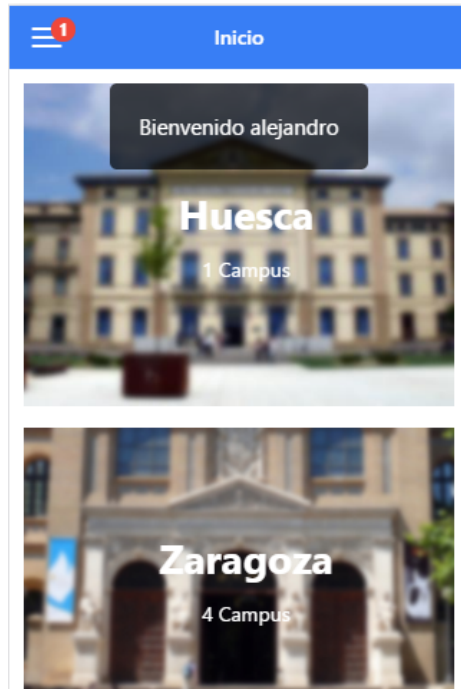 1
Inicio
Bienvenido alejandro
Huesca
1 Campus
Zaragoza
4 Campus